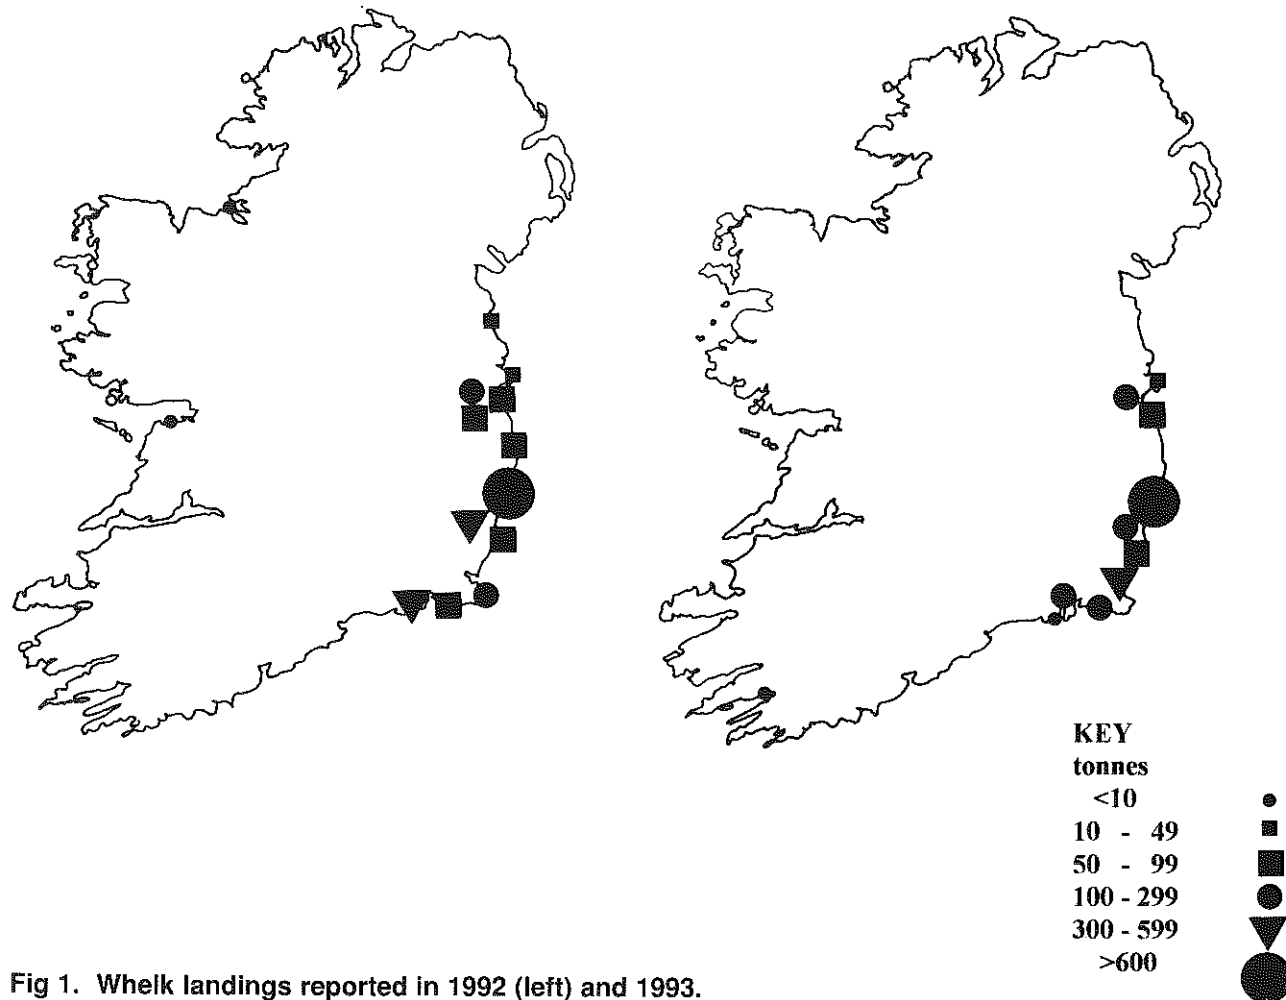 KEY
tonnes
<10
10 - 49
50 - 99
100 - 299
300 - 599
>600
Fig 1. Whelk landings reported in 1992 (left) and 1993.